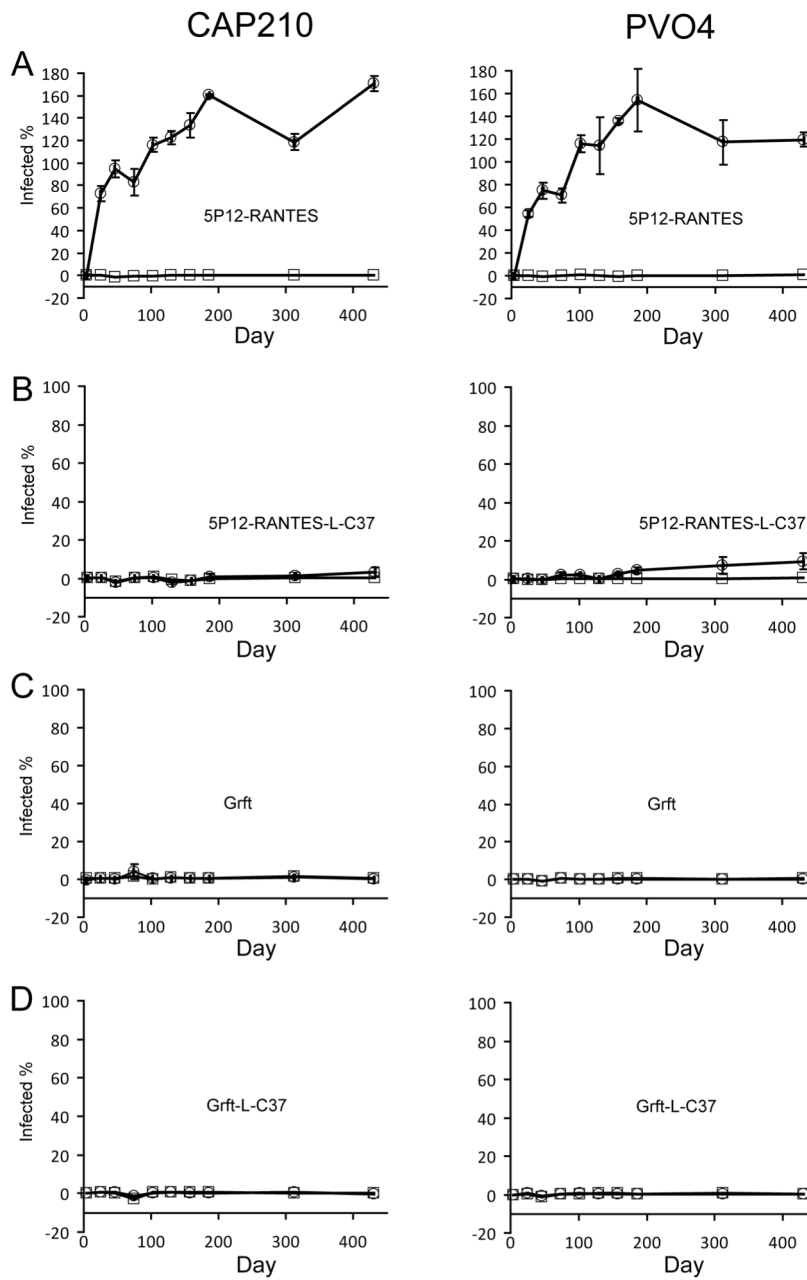 CAP210 PVO4
A
180 180
160 160
140 140
120 120
100 100
80 80
60 60
40 40
20 20
0 0
-20 -20
Infected %
5P12-RANTES 5P12-RANTES
0 100 200 300 400 0 100 200 300 400
Day Day
B
100 100
80 80
60 60
40 40
20 20
0 0
-20 -20
Infected %
5P12-RANTES-L-C37 5P12-RANTES-L-C37
0 100 200 300 400 0 100 200 300 400
Day Day
C
100 100
80 80
60 60
40 40
20 20
0 0
-20 -20
Infected %
Grft Grft
0 100 200 300 400 0 100 200 300 400
Day Day
D
100 100
80 80
60 60
40 40
20 20
0 0
-20 -20
Infected %
Grft-L-C37 Grft-L-C37
0 100 200 300 400 0 100 200 300 400
Day Day